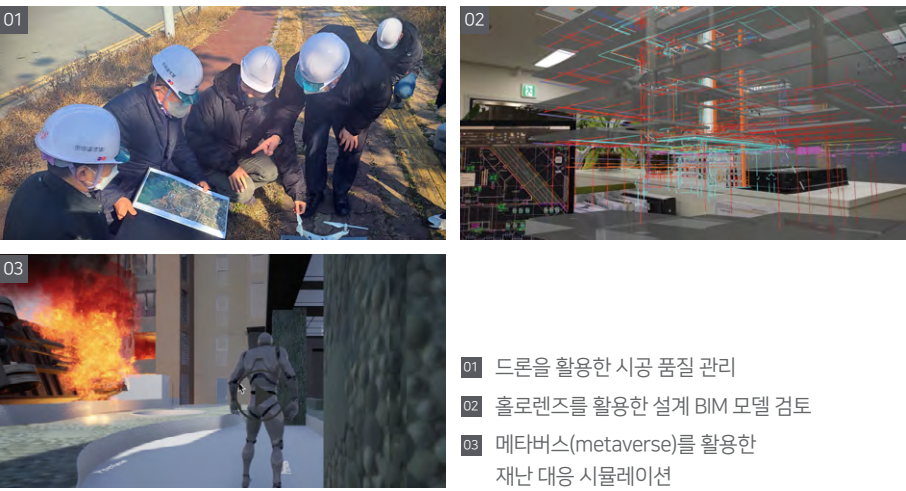 01
02
03
01 드론을 활용한 시공 품질 관리
02 홀로렌즈를 활용한 설계 BIM 모델 검토
03 메타버스(metaverse)를 활용한
재난 대응 시뮬레이션